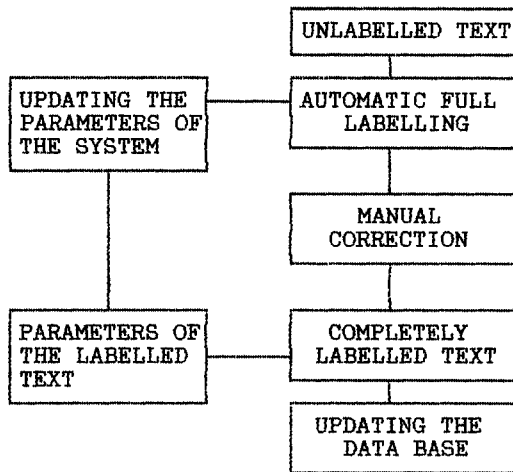 UNLABELLED TEXT
UPDATING THE
PARAMETERS OF
THE SYSTEM
AUTOMATIC FULL
LABELLING
MANUAL
CORRECTION
PARAMETERS OF
THE LABELLED
TEXT
COMPLETELY
LABELLED TEXT
UPDATING THE
DATA BASE